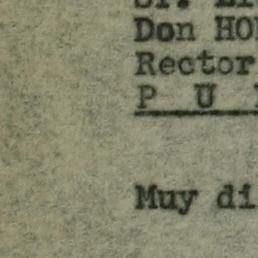 Don HO
Rector
P U
Muy di